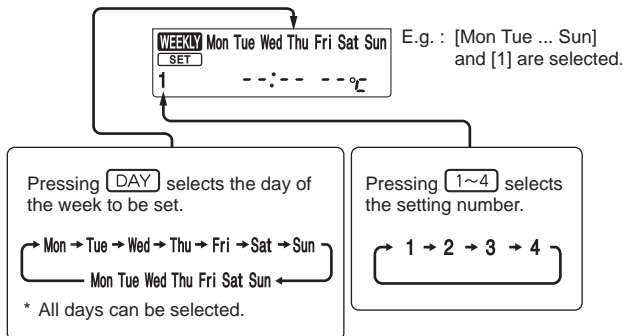 WEEKLY Mon Tue Wed Thu Fri Sat Sun
SET
1 --:-- --°C
E.g. : [Mon Tue ... Sun]
and [1] are selected.
Pressing DAY selects the day of
the week to be set.
Mon → Tue → Wed → Thu → Fri → Sat → Sun
Mon Tue Wed Thu Fri Sat Sun
* All days can be selected.
Pressing 1~4 selects
the setting number.
1 → 2 → 3 → 4